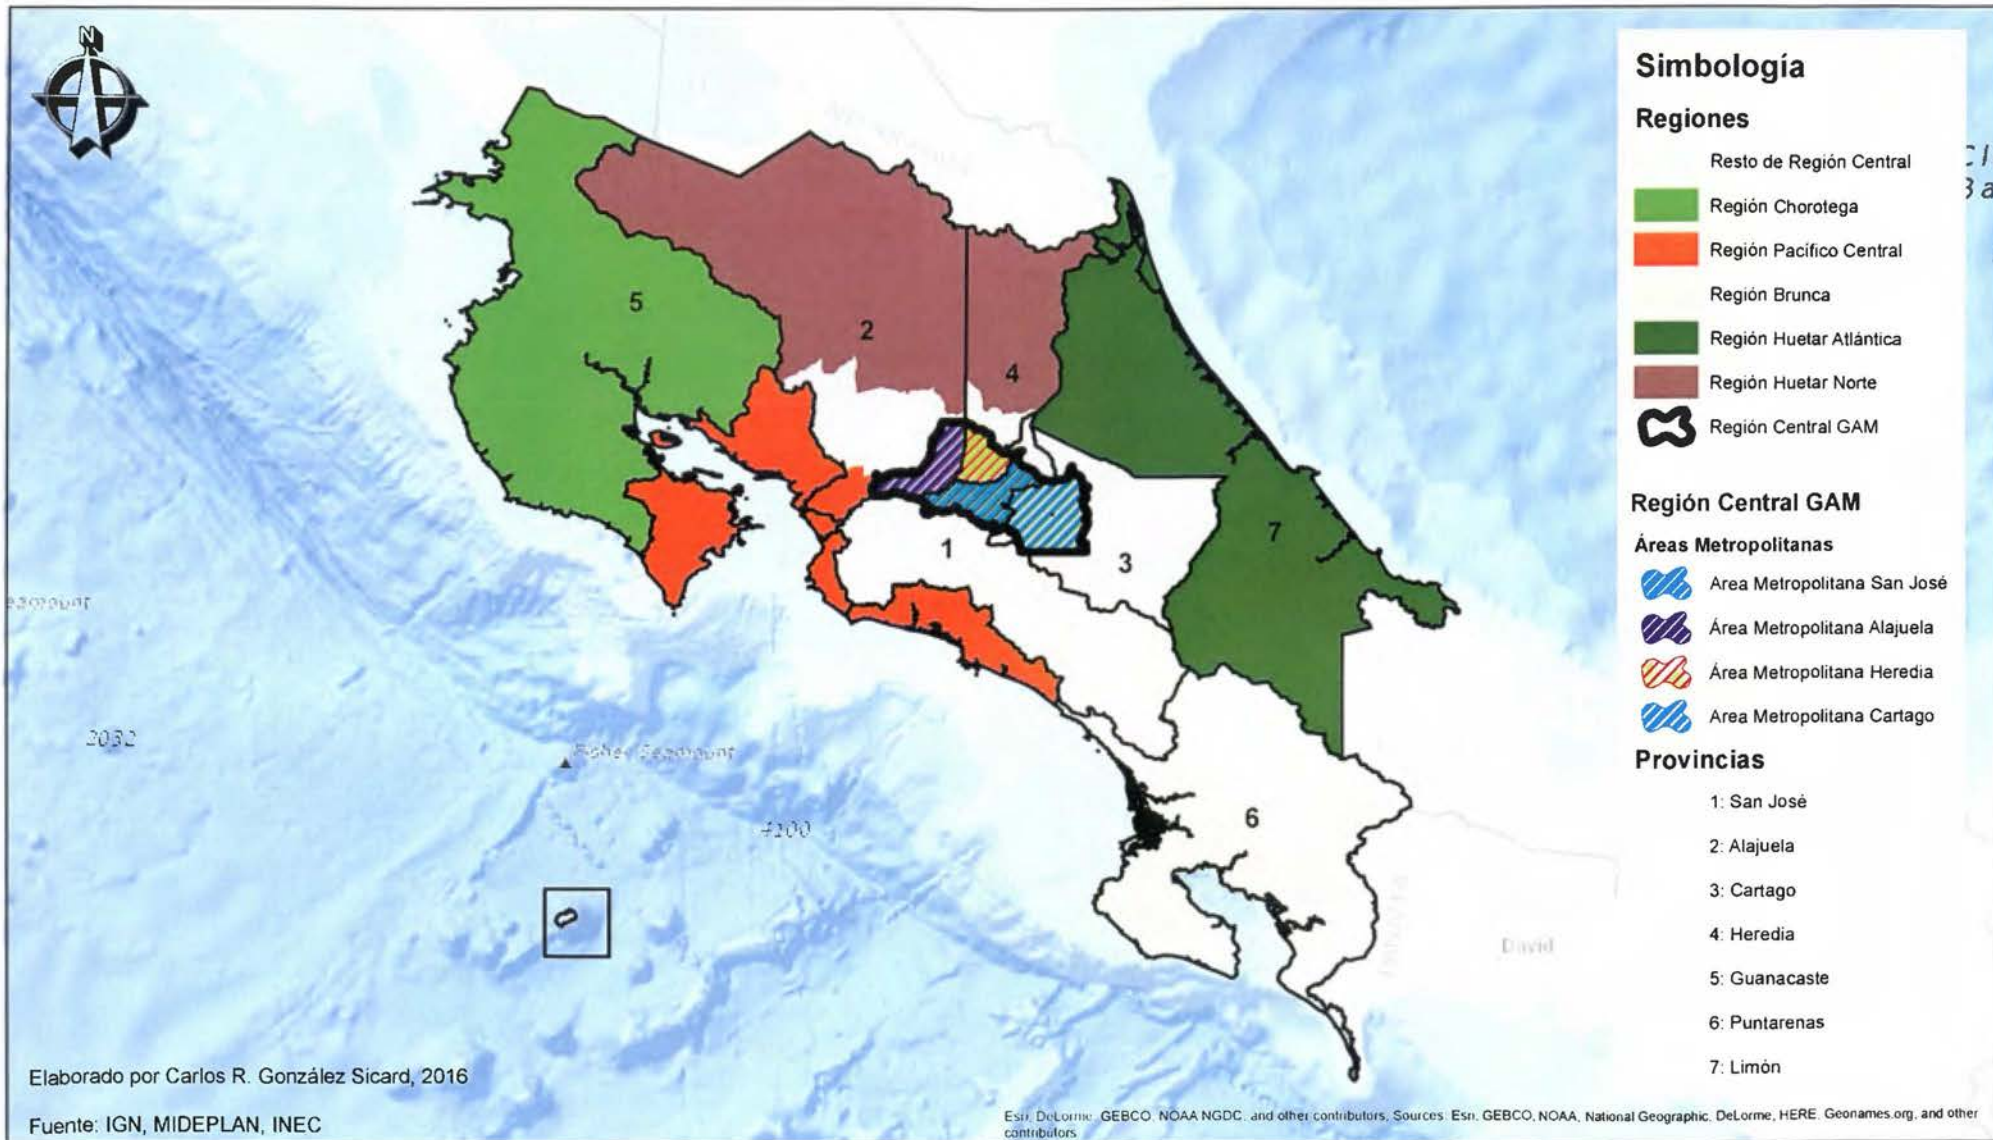 N
Simbología
Regiones
Resto de Región Central
Región Chorotega
Región Pacífico Central
Región Brunca
Región Huetar Atlántica
Región Huetar Norte
Región Central GAM
Región Central GAM
Áreas Metropolitanas
Area Metropolitana San José
Área Metropolitana Alajuela
Área Metropolitana Heredia
Area Metropolitana Cartago
Provincias
1: San José
2: Alajuela
3: Cartago
4: Heredia
5: Guanacaste
6: Puntarenas
7: Limón
5
2
4
1
3
7
6
2032
Fisher Seamount
4100
David
Elaborado por Carlos R. González Sicard, 2016
Fuente: IGN, MIDEPLAN, INEC
Esri, DeLorme, GEBCO, NOAA NGDC, and other contributors, Sources: Esri, GEBCO, NOAA, National Geographic, DeLorme, HERE, Geonames.org, and other
contributors